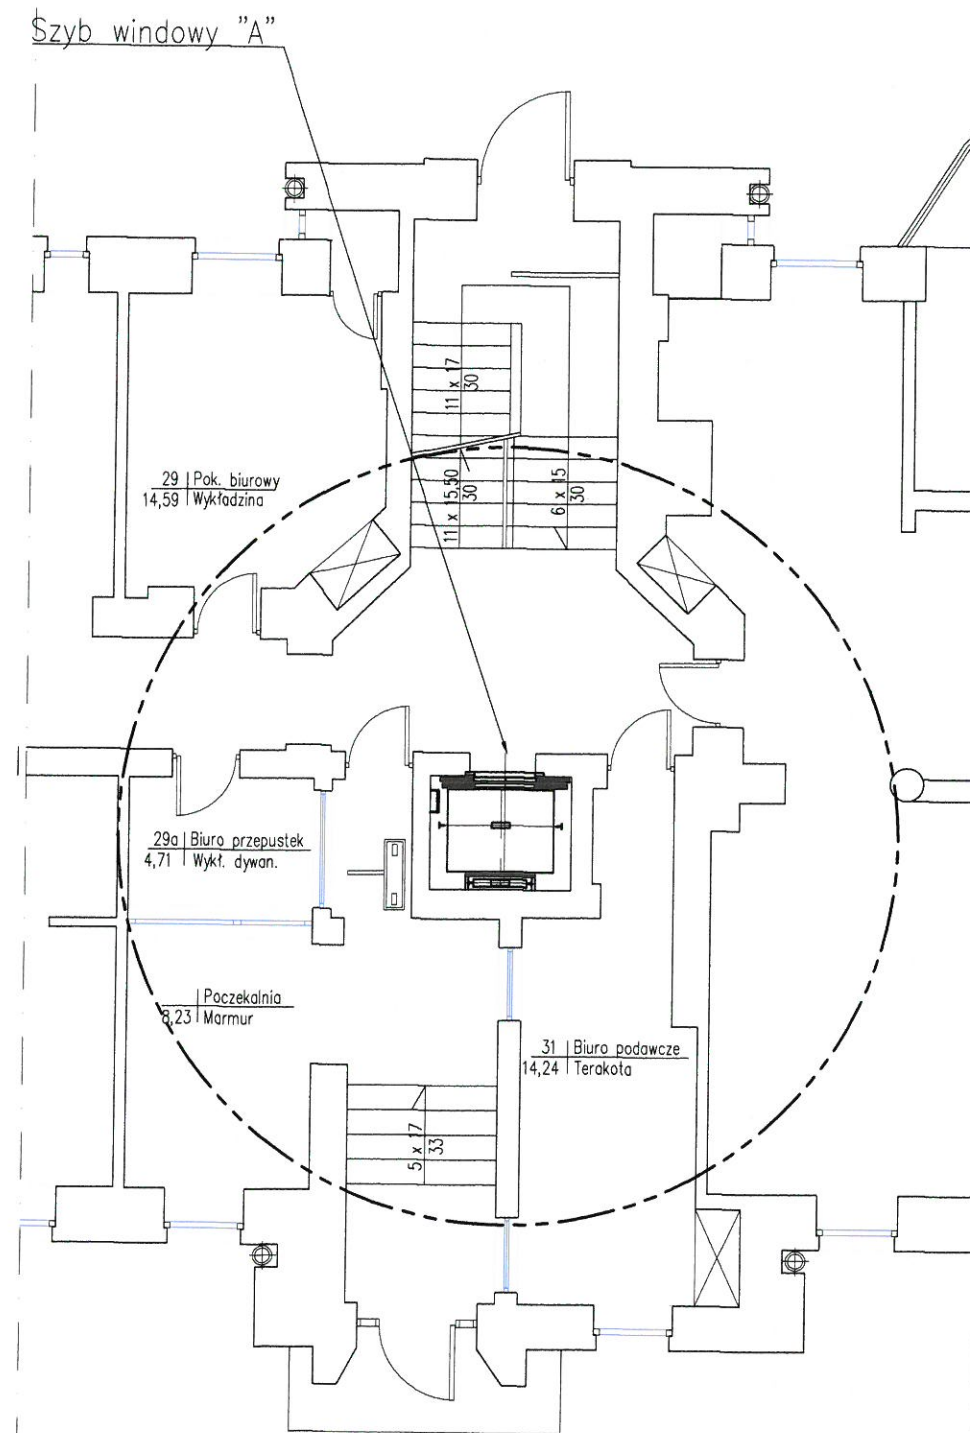 Szyb windowy "A"
11 x 17
30
11 x 15,50
30
6 x 15
30
29 | Pok. biurowy
14,59 | Wykładzina
29a | Biuro przepustek
4,71 | Wykł. dywan.
Poczekalnia
8,23 | Marmur
31 | Biuro podawcze
14,24 | Terakota
5 x 17
33